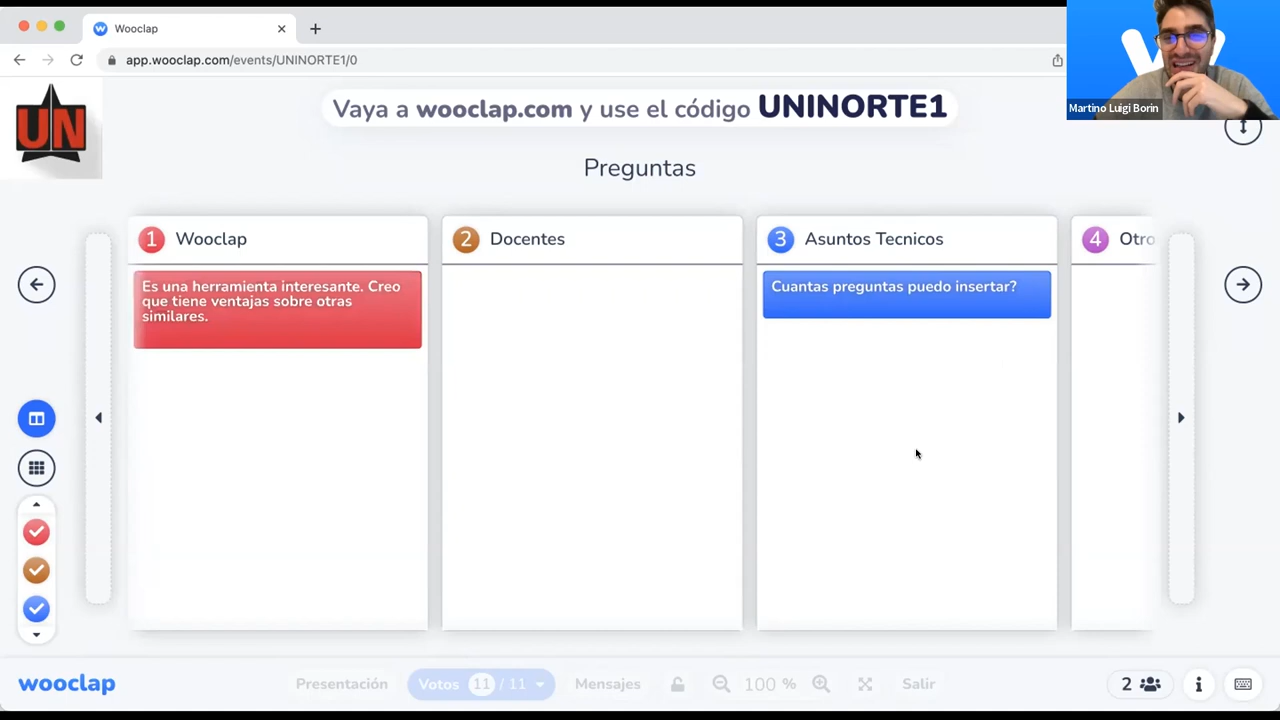 Wooclap
app.wooclap.com/events/UNINORTE1/0
Martino Luigi Borin
UN
Vaya a wooclap.com y use el código UNINORTE1
Preguntas
1 Wooclap
2 Docentes
3 Asuntos Tecnicos
4 Otro
Es una herramienta interesante. Creo
que tiene ventajas sobre otras
similares.
Cuantas preguntas puedo insertar?
wooclap
Presentación
Votos 11 / 11
Mensajes
100 %
Salir
2